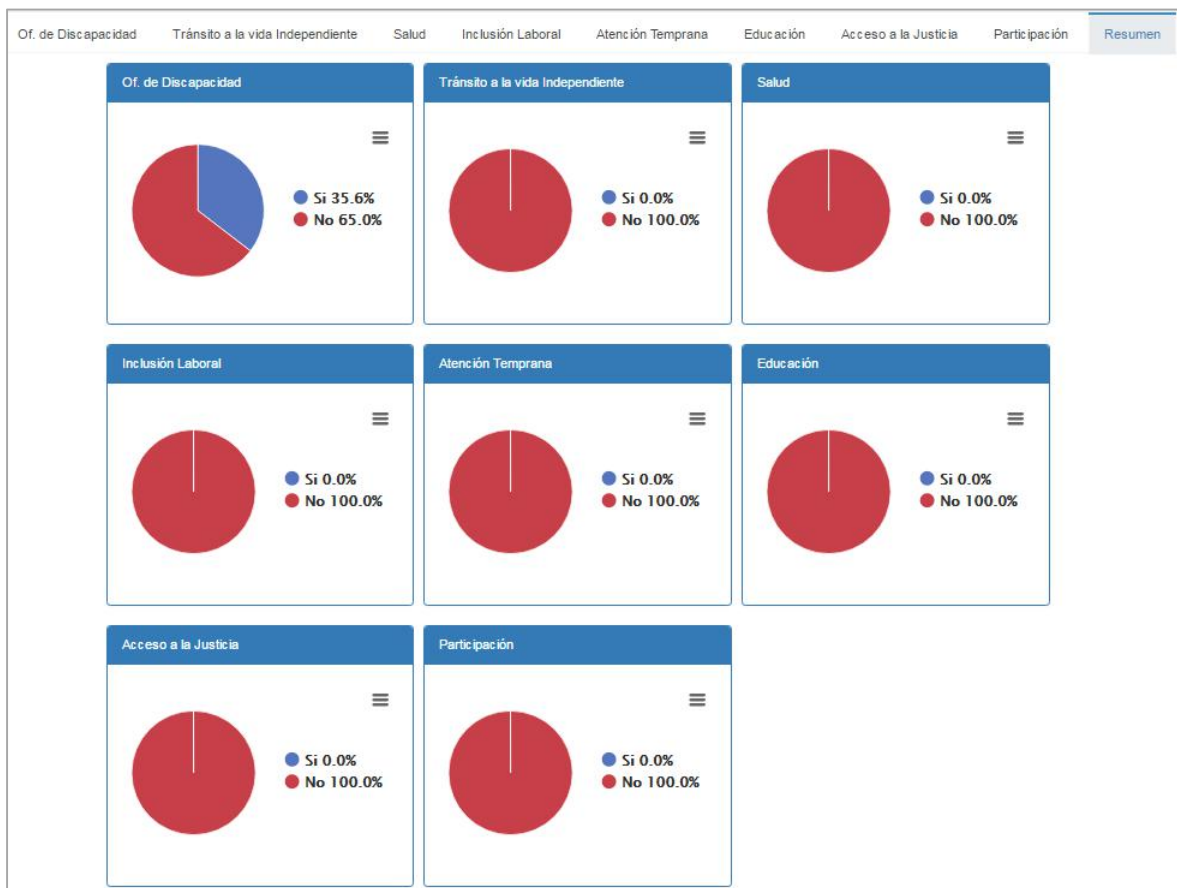 Of. de Discapacidad Tránsito a la vida Independiente Salud Inclusión Laboral Atención Temprana Educación Acceso a la Justicia Participación Resumen
Of. de Discapacidad
Si 35.6%
No 65.0%
Tránsito a la vida Independiente
Si 0.0%
No 100.0%
Salud
Si 0.0%
No 100.0%
Inclusión Laboral
Si 0.0%
No 100.0%
Atención Temprana
Si 0.0%
No 100.0%
Educación
Si 0.0%
No 100.0%
Acceso a la Justicia
Si 0.0%
No 100.0%
Participación
Si 0.0%
No 100.0%